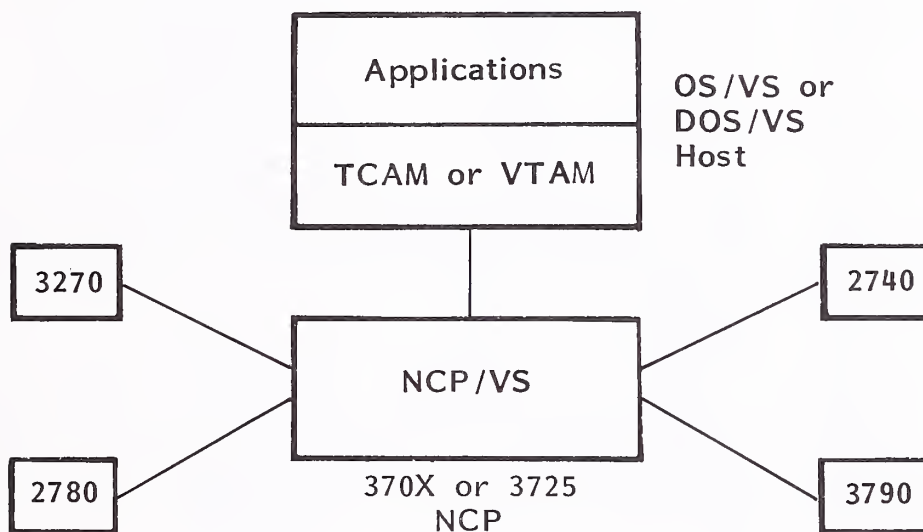 Applications
TCAM or VTAM
OS/VS or
DOS/VS
Host
3270
2740
NCP/VS
2780
3790
370X or 3725
NCP